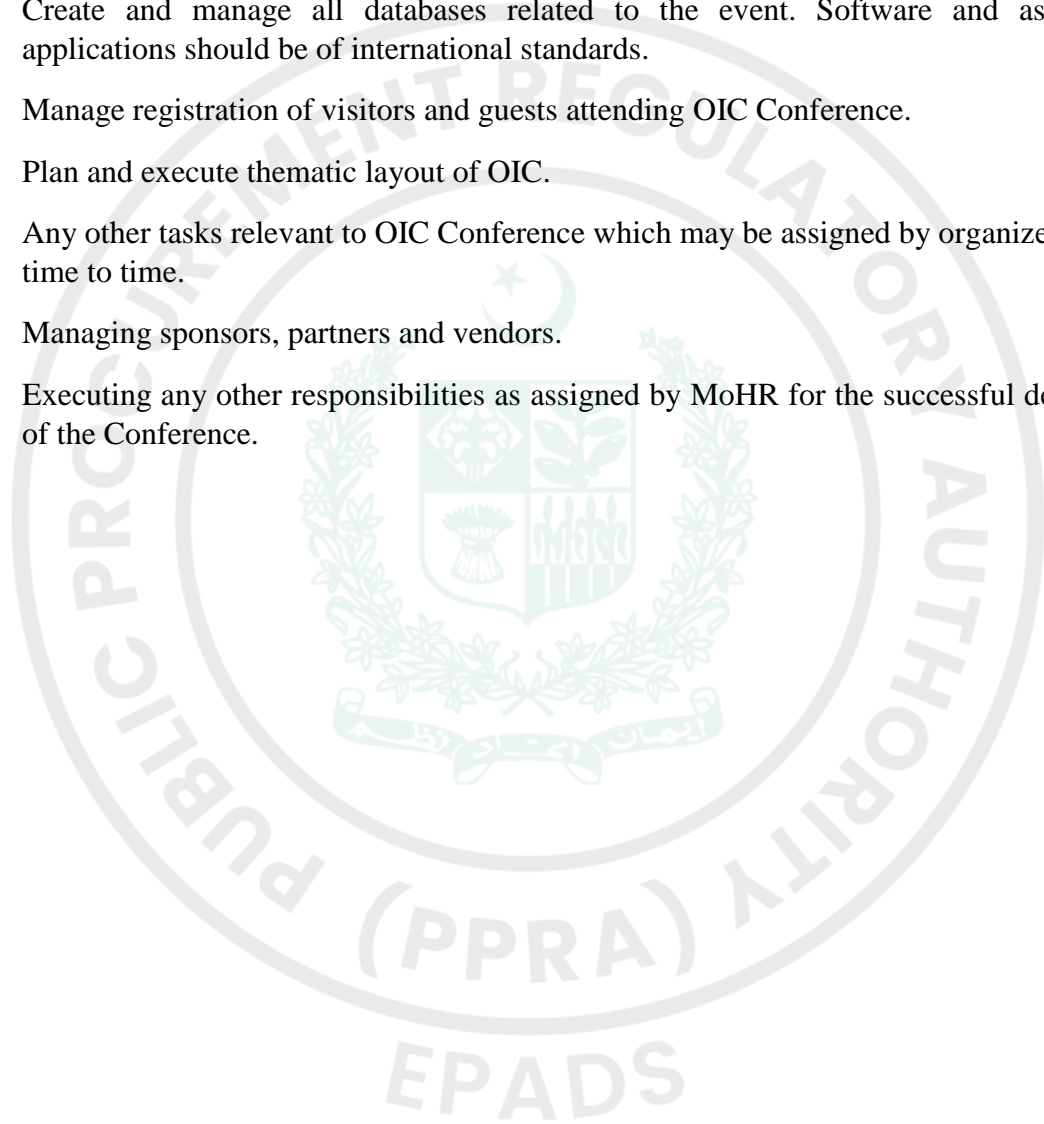 Create and manage all databases related to the event. Software and as
applications should be of international standards.
Manage registration of visitors and guests attending OIC Conference.
Plan and execute thematic layout of OIC.
Any other tasks relevant to OIC Conference which may be assigned by organize
time to time.
Managing sponsors, partners and vendors.
Executing any other responsibilities as assigned by MoHR for the successful de
of the Conference.
PUBLIC PROCUREMENT REGULATORY AUTHORITY
(PPRA)
EPADS